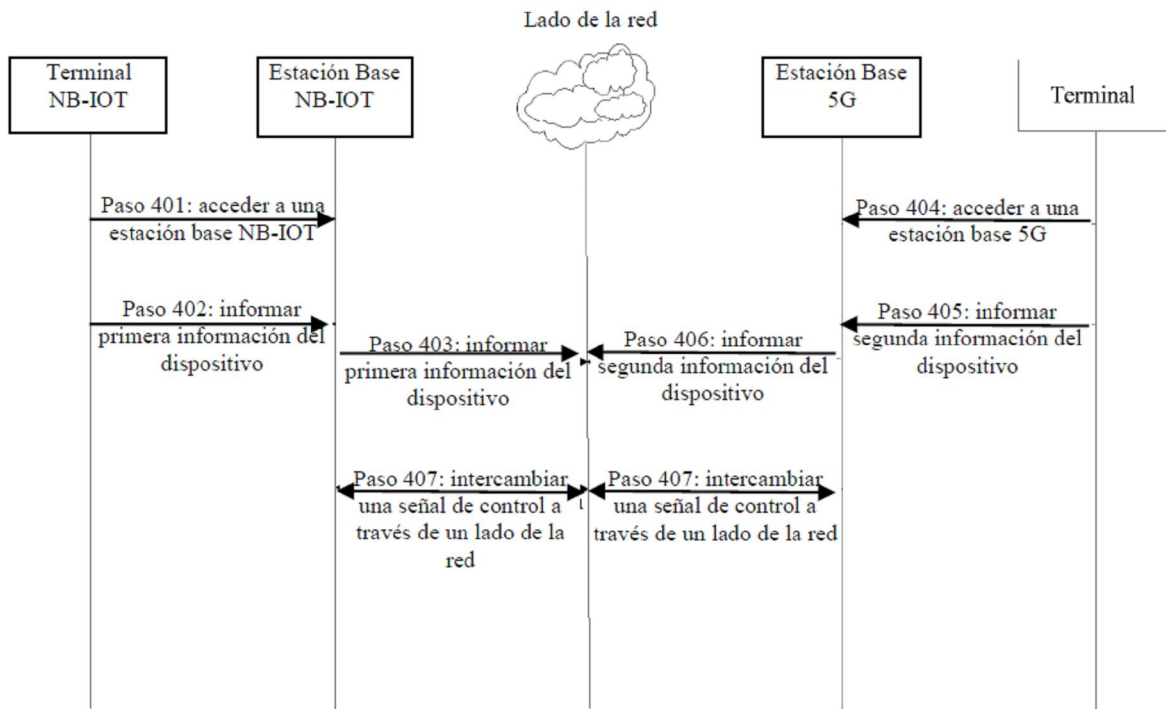 Lado de la red
Terminal
NB-IOT
Estación Base
NB-IOT
Estación Base
5G
Terminal
Paso 401: acceder a una
estación base NB-IOT
Paso 404: acceder a una
estación base 5G
Paso 402: informar
primera información del
dispositivo
Paso 405: informar
segunda información del
dispositivo
Paso 403: informar
primera información del
dispositivo
Paso 406: informar
segunda información del
dispositivo
Paso 407: intercambiar
una señal de control a
través de un lado de la
red
Paso 407: intercambiar
una señal de control a
través de un lado de la red